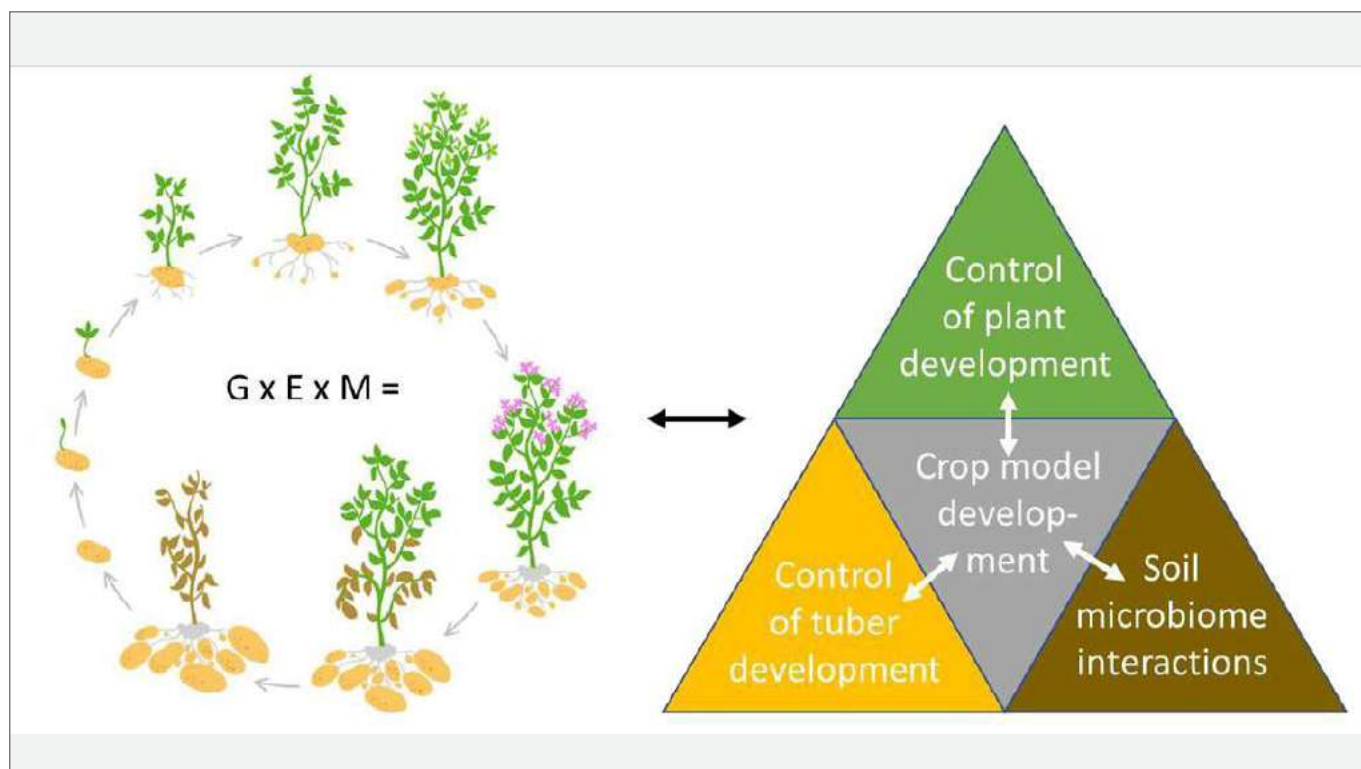 G x E x M =
Control
of plant
development
Crop model
develop-
ment
Control
of tuber
development
Soil
microbiome
interactions